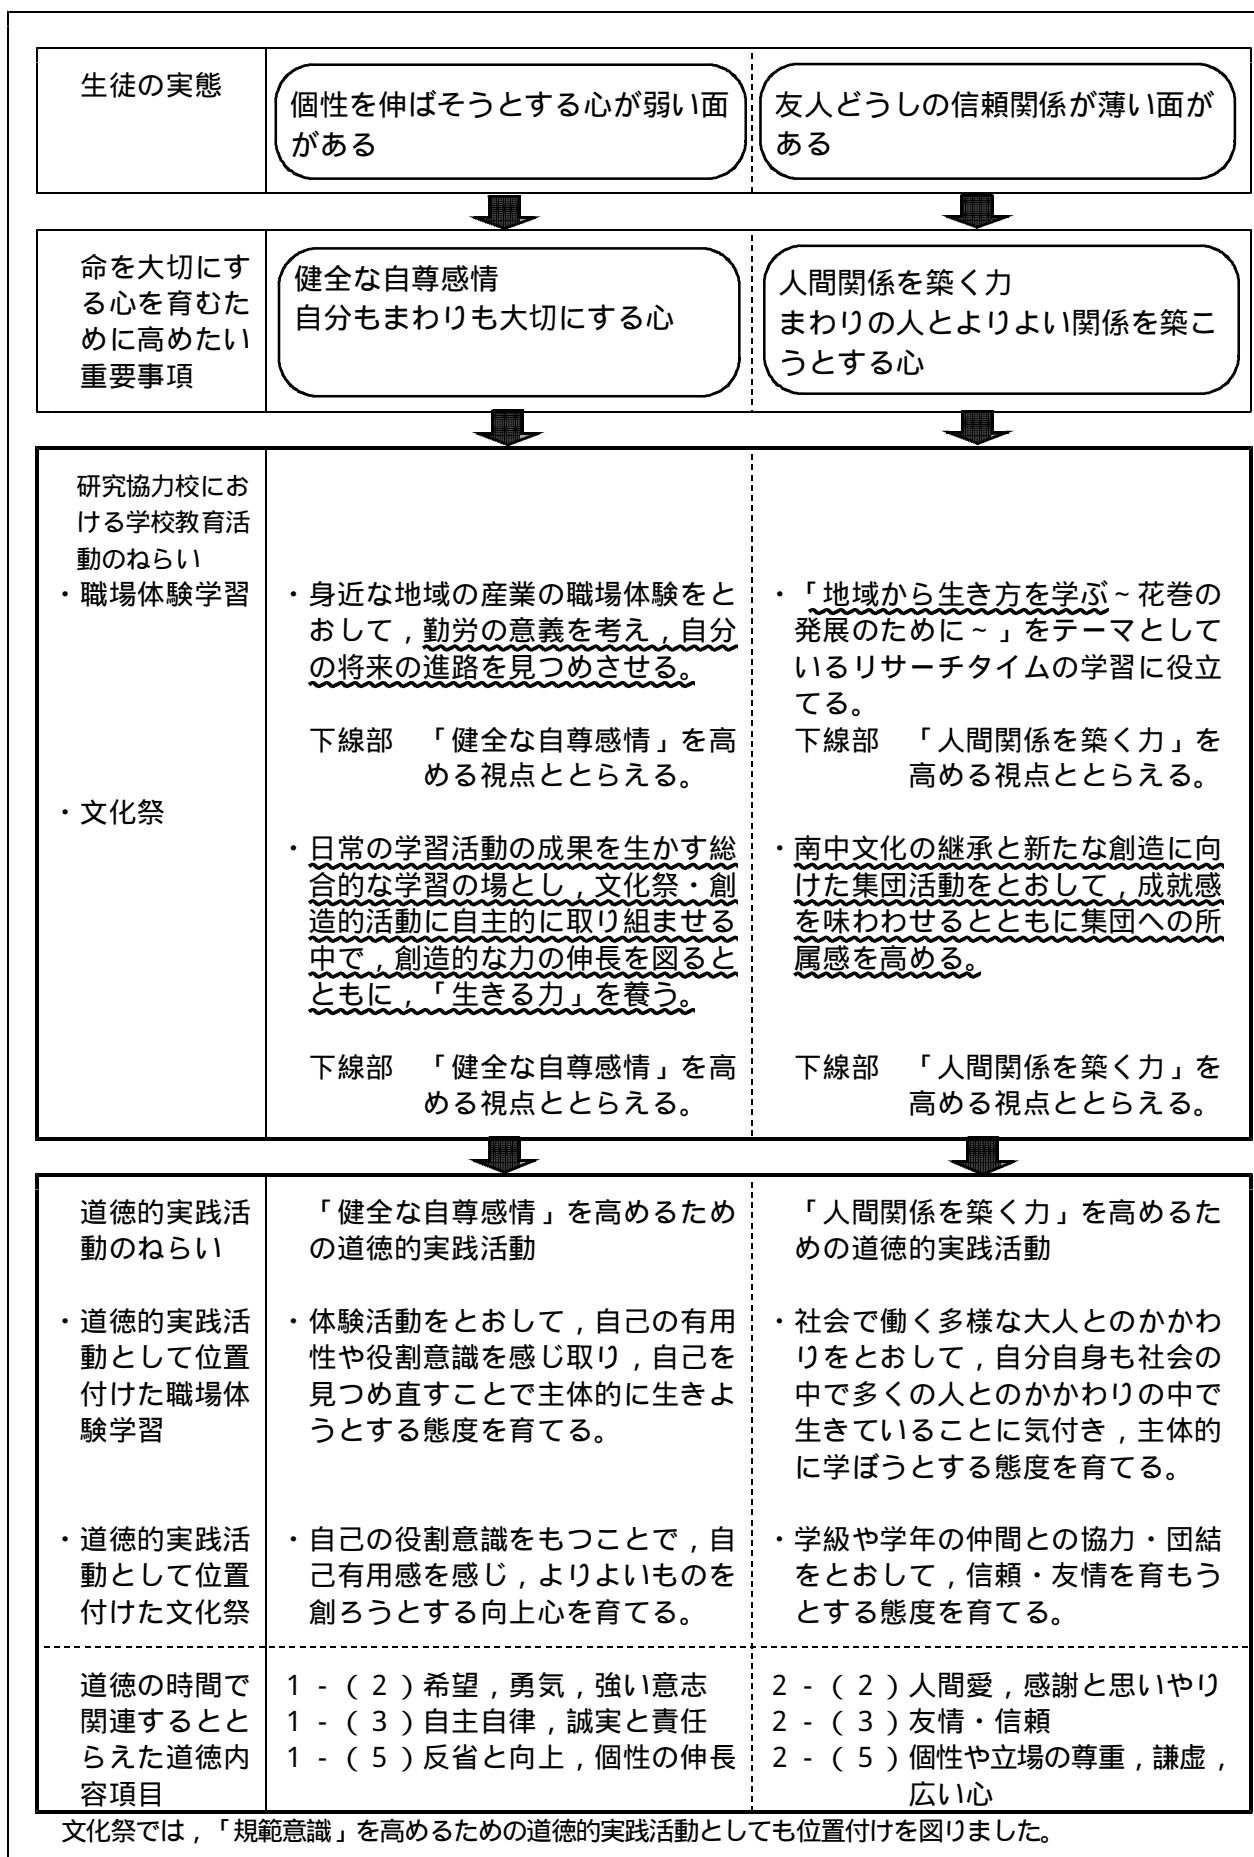 生徒の実態
個性を伸ばそうとする心が弱い面
がある
友人どうしの信頼関係が薄い面が
ある
命を大切にす
る心を育むた
めに高めたい
重要事項
健全な自尊感情
自分もまわりも大切にする心
人間関係を築く力
まわりの人とよりよい関係を築こ
うとする心
研究協力校にお
ける学校教育活
動のねらい
・職場体験学習
・身近な地域の産業の職場体験をと
おして，勤労の意義を考え，自分
の将来の進路を見つめさせる。
下線部　「健全な自尊感情」を高
める視点ととらえる。
・「地域から生き方を学ぶ～花巻の
発展のために～」をテーマとして
いるリサーチタイムの学習に役立
てる。
下線部　「人間関係を築く力」を
高める視点ととらえる。
・文化祭
・日常の学習活動の成果を生かす総
合的な学習の場とし，文化祭・創
造的活動に自主的に取り組ませる
中で，創造的な力の伸長を図ると
ともに，「生きる力」を養う。
下線部　「健全な自尊感情」を高
める視点ととらえる。
・南中文化の継承と新たな創造に向
けた集団活動をとおして，成就感
を味わわせるとともに集団への所
属感を高める。
下線部　「人間関係を築く力」を
高める視点ととらえる。
道徳的実践活
動のねらい
「健全な自尊感情」を高めるため
の道徳的実践活動
「人間関係を築く力」を高めるた
めの道徳的実践活動
・道徳的実践活
動として位置
付けた職場体
験学習
・体験活動をとおして，自己の有用
性や役割意識を感じ取り，自己を
見つめ直すことで主体的に生きよ
うとする態度を育てる。
・社会で働く多様な大人とのかかわ
りをとおして，自分自身も社会の
中で多くの人とのかかわりの中で
生きていることに気付き，主体的
に学ぼうとする態度を育てる。
・道徳的実践活
動として位置
付けた文化祭
・自己の役割意識をもつことで，自
己有用感を感じ，よりよいものを
創ろうとする向上心を育てる。
・学級や学年の仲間との協力・団結
をとおして，信頼・友情を育もう
とする態度を育てる。
道徳の時間で
関連するとと
らえた道徳内
容項目
1 -（2）希望，勇気，強い意志
1 -（3）自主自律，誠実と責任
1 -（5）反省と向上，個性の伸長
2 -（2）人間愛，感謝と思いやり
2 -（3）友情・信頼
2 -（5）個性や立場の尊重，謙虚，
広い心
文化祭では，「規範意識」を高めるための道徳的実践活動としても位置付けを図りました。